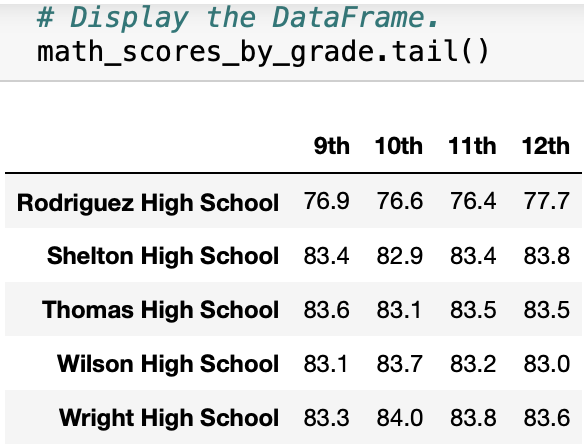 # Display the DataFrame.
math_scores_by_grade.tail()
9th 10th 11th 12th
Rodriguez High School 76.9 76.6 76.4 77.7
Shelton High School 83.4 82.9 83.4 83.8
Thomas High School 83.6 83.1 83.5 83.5
Wilson High School 83.1 83.7 83.2 83.0
Wright High School 83.3 84.0 83.8 83.6